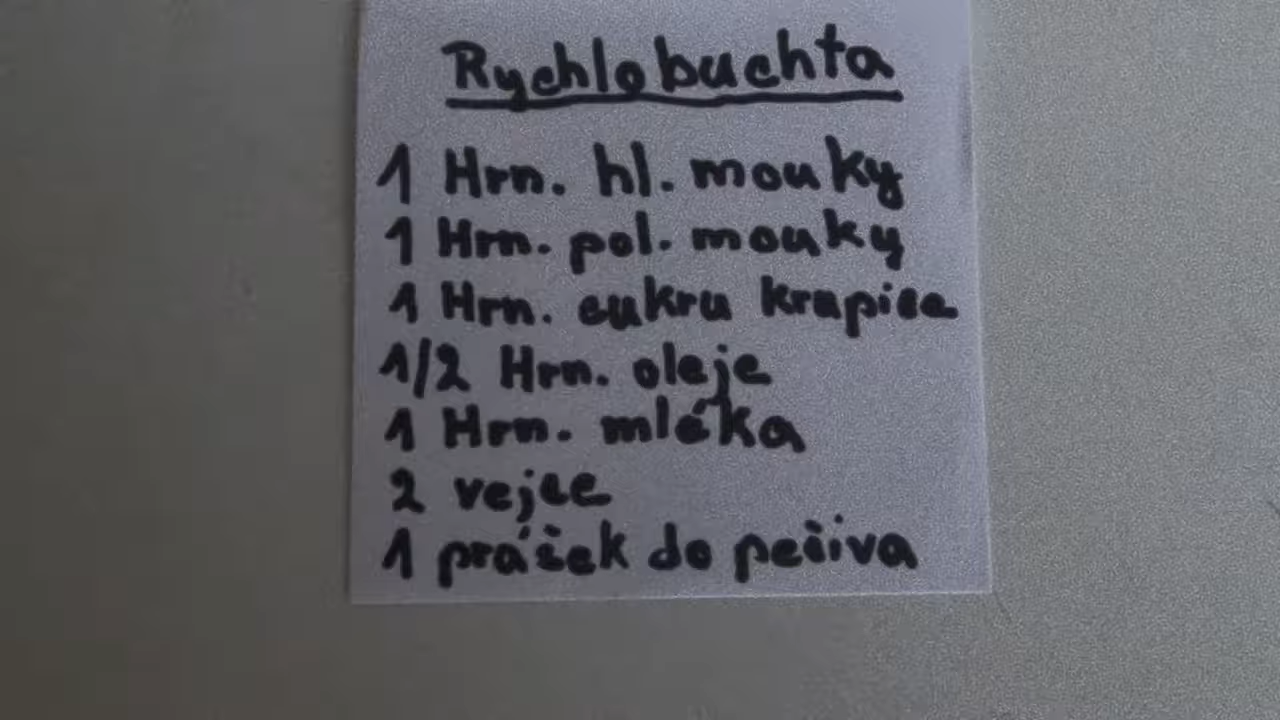 Rychlobuchta
1 Hrn. hl. mouky
1 Hrn. pol. mouky
1 Hrn. cukru krupice
1/2 Hrn. oleje
1 Hrn. mléka
2 vejce
1 prášek do pečiva